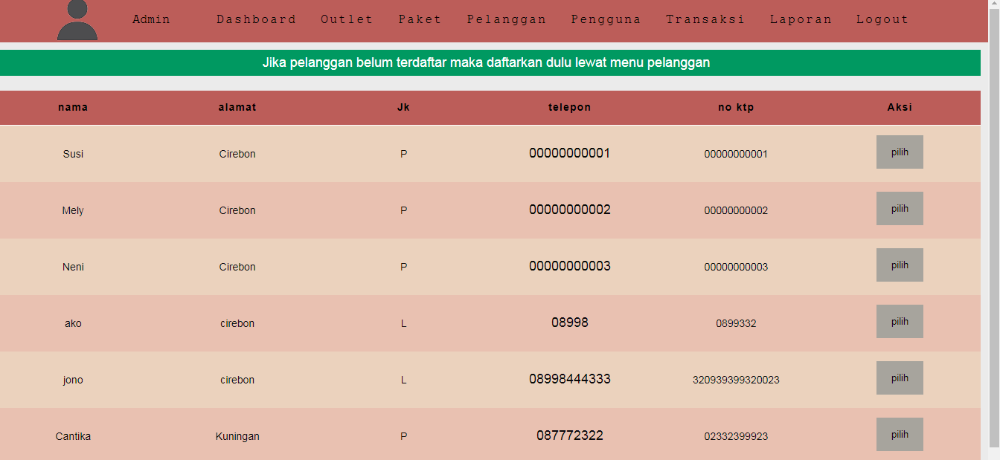 Admin Dashboard Outlet Paket Pelanggan Pengguna Transaksi Laporan Logout
Jika pelanggan belum terdaftar maka daftarkan dulu lewat menu pelanggan
nama alamat Jk telepon no ktp Aksi
Susi Cirebon P 00000000001 00000000001 pilih
Mely Cirebon P 00000000002 00000000002 pilih
Neni Cirebon P 00000000003 00000000003 pilih
ako cirebon L 08998 0899332 pilih
jono cirebon L 08998444333 320939399320023 pilih
Cantika Kuningan P 087772322 02332399923 pilih